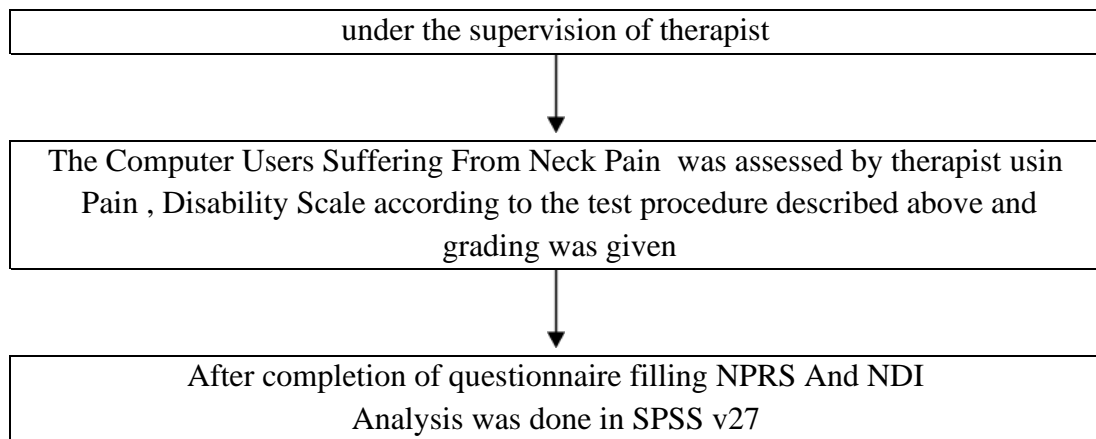 under the supervision of therapist
The Computer Users Suffering From Neck Pain was assessed by therapist usin
Pain , Disability Scale according to the test procedure described above and
grading was given
After completion of questionnaire filling NPRS And NDI
Analysis was done in SPSS v27